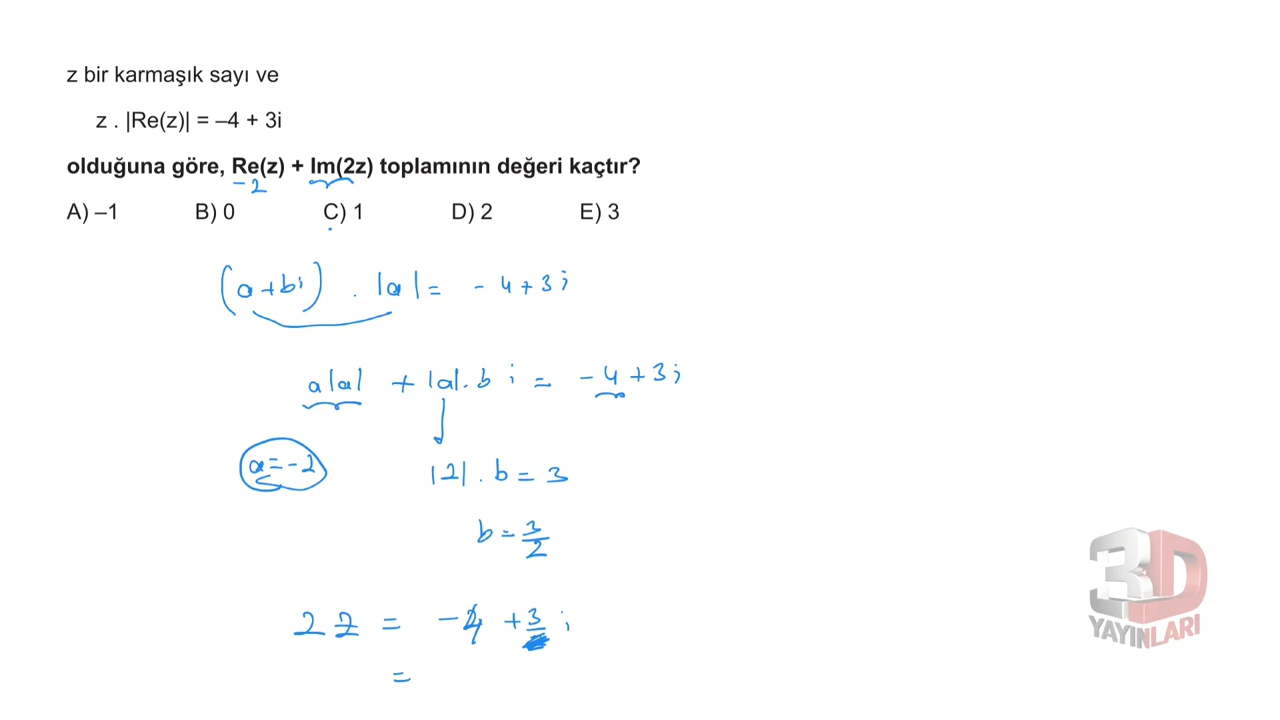 z bir karmaşık sayı ve
z . |Re(z)| = –4 + 3i
olduğuna göre, Re(z) + Im(2z) toplamının değeri kaçtır?
-2
A) –1 B) 0 C) 1 D) 2 E) 3
(a+bi) . |a| = -4+3i
a|a| + |a|.b i = -4+3i
a=-2 |2|.b=3
b=3/2
2z = -4 +3 i
=
3D
YAYINLARI